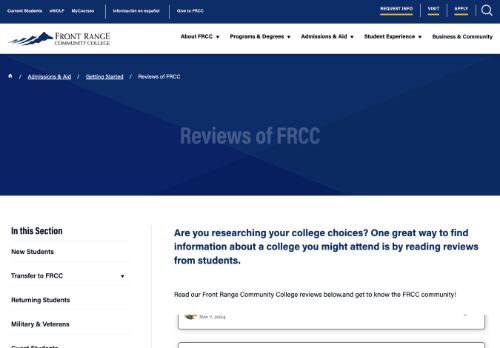 Current Students eWOLF MyCourses Información en español Give to FRCC REQUEST INFO VISIT APPLY
FRONT RANGE
COMMUNITY COLLEGE
About FRCC Programs & Degrees Admissions & Aid Student Experience Business & Community
/ Admissions & Aid / Getting Started / Reviews of FRCC
Reviews of FRCC
In this Section
New Students
Transfer to FRCC
Returning Students
Military & Veterans
Guest Students
Are you researching your college choices? One great way to find
information about a college you might attend is by reading reviews
from students.
Read our Front Range Community College reviews below,and get to know the FRCC community!
Nov 7, 2024